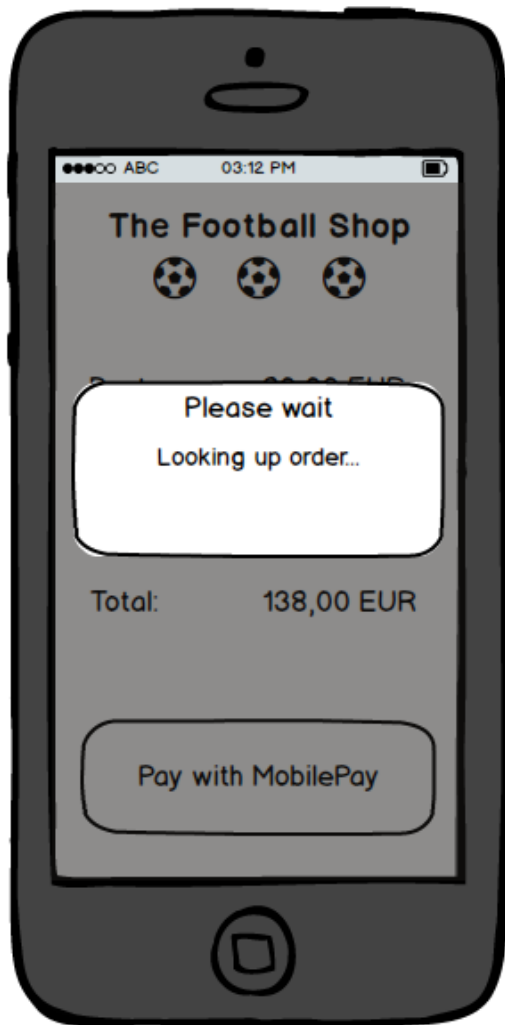 ABC 03:12 PM
The Football Shop
Please wait
Looking up order...
Total: 138,00 EUR
Pay with MobilePay